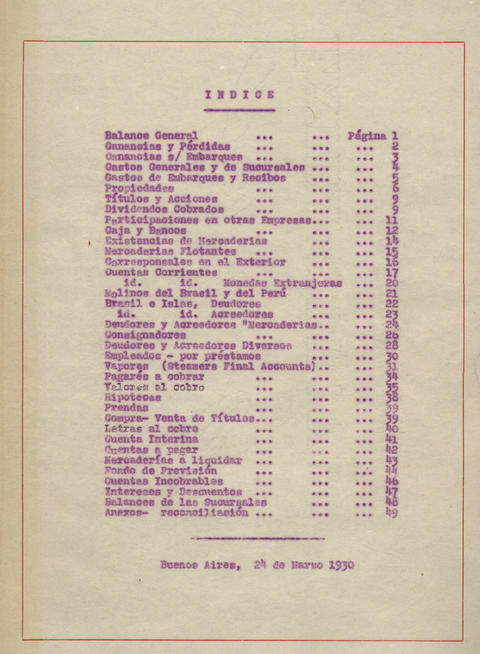 INDICE
Balance General ... ... Página 1
Ganancias y Pérdidas ... ... ... 2
Ganancias s/ Embarques ... ... ... 3
Gastos Generales y de Sucursales ... ... 4
Gastos de Embarques y Recibos ... ... 5
Propiedades ... ... ... 6
Títulos y Acciones ... ... ... 9
Dividendos Cobrados ... ... ... 9
Participaciones en otras Empresas... ... ... 11
Caja y Bancos ... ... ... 12
Existencias de Mercaderias ... ... 14
Mercaderias Flotantes ... ... ... 15
Corresponsales en el Exterior ... ... 16
Cuentas Corrientes ... ... ... 17
id. id. Monedas Extranjeras ... 20
Molinos del Brasil y del Perú ... ... 21
Brasil e Islas, Deudores ... ... 22
id. id. Acreedores ... ... 23
Deudores y Acreedores "Mercaderias.. ... ... 24
Consignadores ... ... ... 26
Deudores y Acreedores Diversos ... ... 28
Empleados - por préstamos ... ... 30
Vapores (Steamers Final Accounts).. ... 31
Pagarés a cobrar ... ... ... 34
Valores al cobro ... ... ... 35
Hipotecas ... ... ... 38
Prendas ... ... ... 39
Compra- Venta de Títulos... ... ... 39
Letras al cobro ... ... ... 40
Cuenta Interina ... ... ... 41
Cuentas a pagar ... ... ... 42
Mercaderías a liquidar ... ... ... 43
Fondo de Previsión ... ... ... 44
Cuentas Incobrables ... ... ... 46
Intereses y Descuentos ... ... ... 47
Balances de las Sucursales ... ... 48
Anexos- reconciliación ... ... ... 49
Buenos Aires, 24 de Marzo 1930